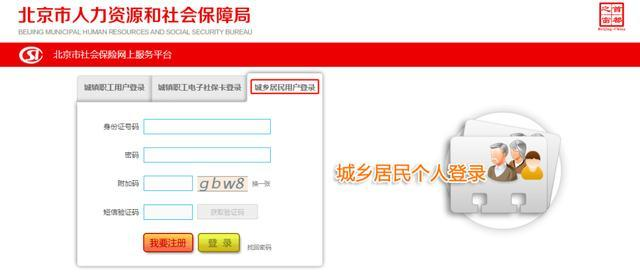 北京市人力资源和社会保障局
BEIJING MUNICIPAL HUMAN RESOURCES AND SOCIAL SECURITY BUREAU
首都之窗
Beijing-China
CSI 北京市社会保险网上服务平台
城镇职工用户登录 城镇职工电子社保卡登录 城乡居民用户登录
身份证号码
密码
附加码 gbw8 换一张
短信验证码 获取验证码
我要注册 登 录 找回密码
城乡居民个人登录